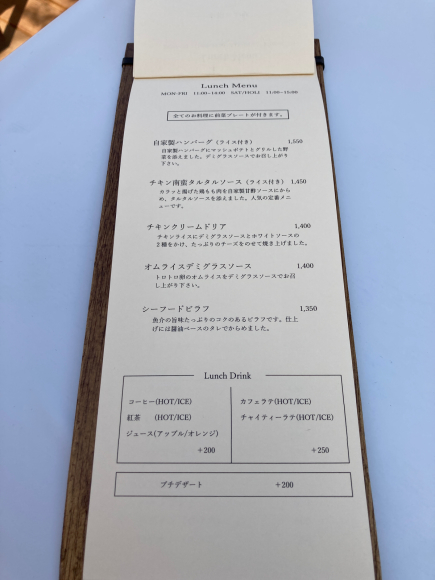 Lunch Menu
MON-FRI 11:00~14:00 SAT/HOLI 11:00~15:00
全てのお料理に前菜プレートが付きます。
自家製ハンバーグ (ライス付き) 1,550
自家製ハンバーグにマッシュポテトとグリルした野
菜を添えました。デミグラスソースでお召し上がり
下さい。
チキン南蛮タルタルソース (ライス付き) 1,450
カラッと揚げた鶏もも肉を自家製甘酢ソースにから
め、タルタルソースを添えました。人気の定番メニ
ューです。
チキンクリームドリア 1,400
チキンライスにデミグラスソースとホワイトソースの
2種をかけ、たっぷりのチーズをのせて焼き上げました。
オムライスデミグラスソース 1,400
トロトロ卵のオムライスをデミグラスソースでお召
し上がり下さい。
シーフードピラフ 1,350
魚介の旨味たっぷりのコクのあるピラフです。仕上
げには醤油ベースのタレでからめました。
Lunch Drink
コーヒー(HOT/ICE)
紅茶 (HOT/ICE)
ジュース(アップル/オレンジ)
+200
カフェラテ(HOT/ICE)
チャイティーラテ(HOT/ICE)
+250
プチデザート +200